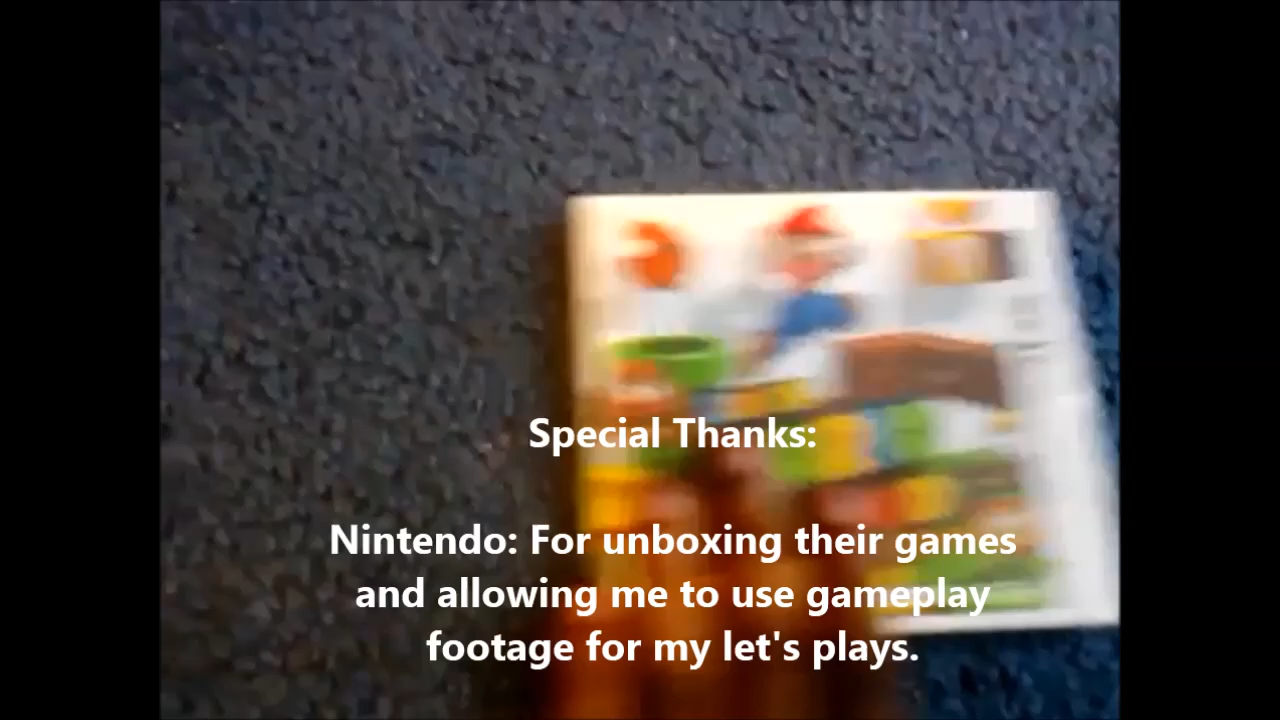 Special Thanks:
Nintendo: For unboxing their games
and allowing me to use gameplay
footage for my let's plays.